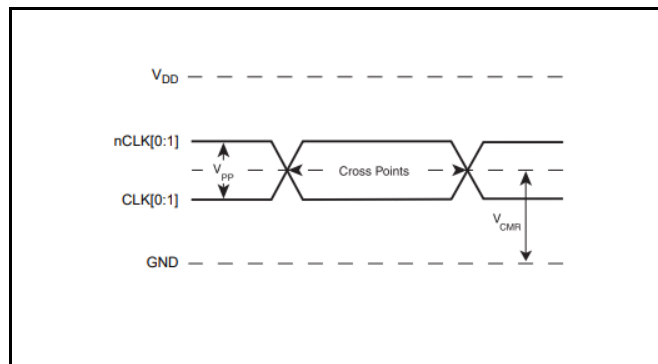 VDD
nCLK[0:1]
VPP
Cross Points
CLK[0:1]
VCMR
GND